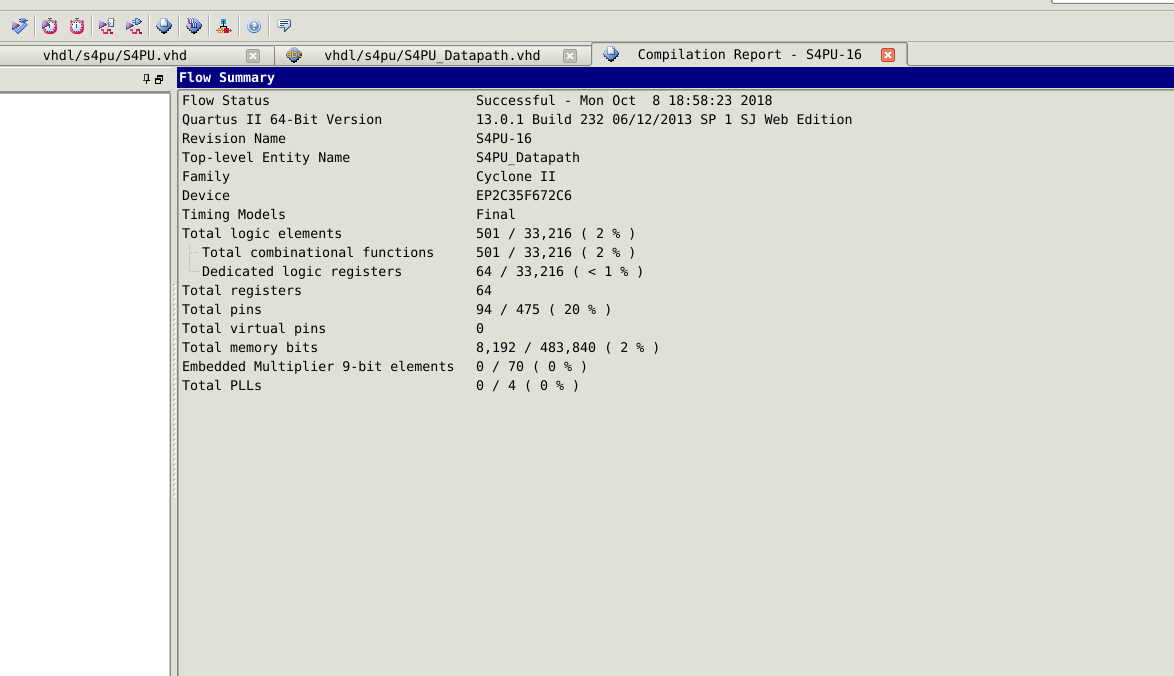 vhdl/s4pu/S4PU.vhd vhdl/s4pu/S4PU_Datapath.vhd Compilation Report - S4PU-16
Flow Summary
Flow Status Successful - Mon Oct  8 18:58:23 2018
Quartus II 64-Bit Version 13.0.1 Build 232 06/12/2013 SP 1 SJ Web Edition
Revision Name S4PU-16
Top-level Entity Name S4PU_Datapath
Family Cyclone II
Device EP2C35F672C6
Timing Models Final
Total logic elements 501 / 33,216 ( 2 % )
Total combinational functions 501 / 33,216 ( 2 % )
Dedicated logic registers 64 / 33,216 ( < 1 % )
Total registers 64
Total pins 94 / 475 ( 20 % )
Total virtual pins 0
Total memory bits 8,192 / 483,840 ( 2 % )
Embedded Multiplier 9-bit elements 0 / 70 ( 0 % )
Total PLLs 0 / 4 ( 0 % )